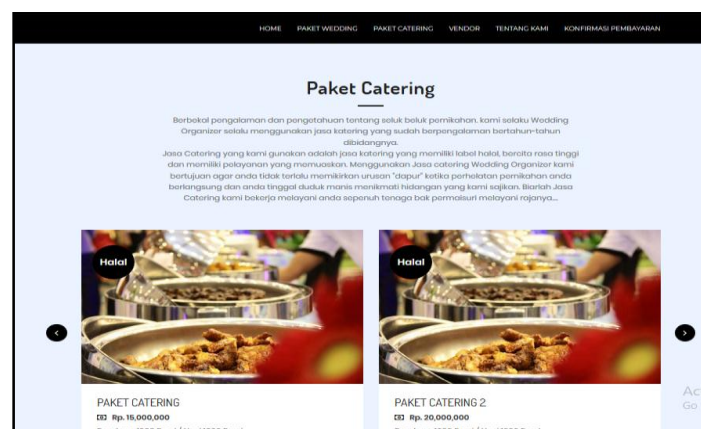 HOME PAKET WEDDING PAKET CATERING VENDOR TENTANG KAMI KONFIRMASI PEMBAYARAN
Paket Catering
Berbekal pengalaman dan pengetahuan tentang seluk beluk pernikahan. kami selaku Wedding
Organizer selalu menggunakan jasa katering yang sudah berpengalaman bertahun-tahun
dibidangnya.
Jasa Catering yang kami gunakan adalah jasa katering yang memiliki label halal, bercita rasa tinggi
dan memiliki pelayanan yang memuaskan. Menggunakan Jasa catering Wedding Organizer kami
bertujuan agar anda tidak terlalu memikirkan urusan "dapur" ketika perhelatan pernikahan anda
berlangsung dan anda tinggal duduk manis menikmati hidangan yang kami sajikan. Biarlah Jasa
Catering kami bekerja melayani anda sepenuh tenaga bak permaisuri melayani rajanya...
Halal Halal
PAKET CATERING PAKET CATERING 2
Rp. 15,000,000 Rp. 20,000,000
Ac
Go